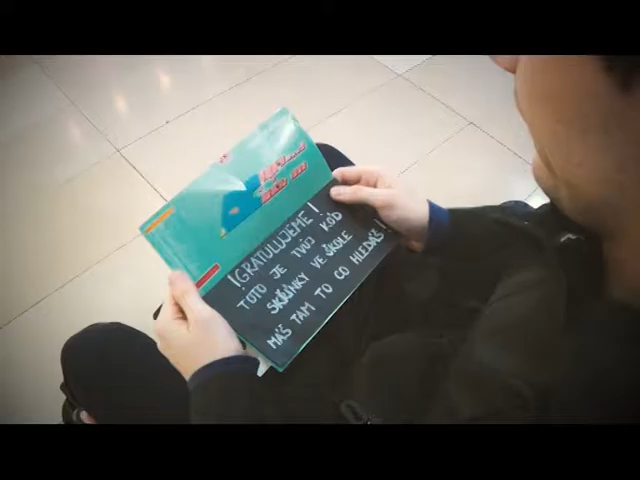 !GRATULUJEME!
TOTO JE TVŮJ KÓD
SKŘÍŇKY VE ŠKOLE
MÁŠ TAM TO CO HLEDÁŠ!